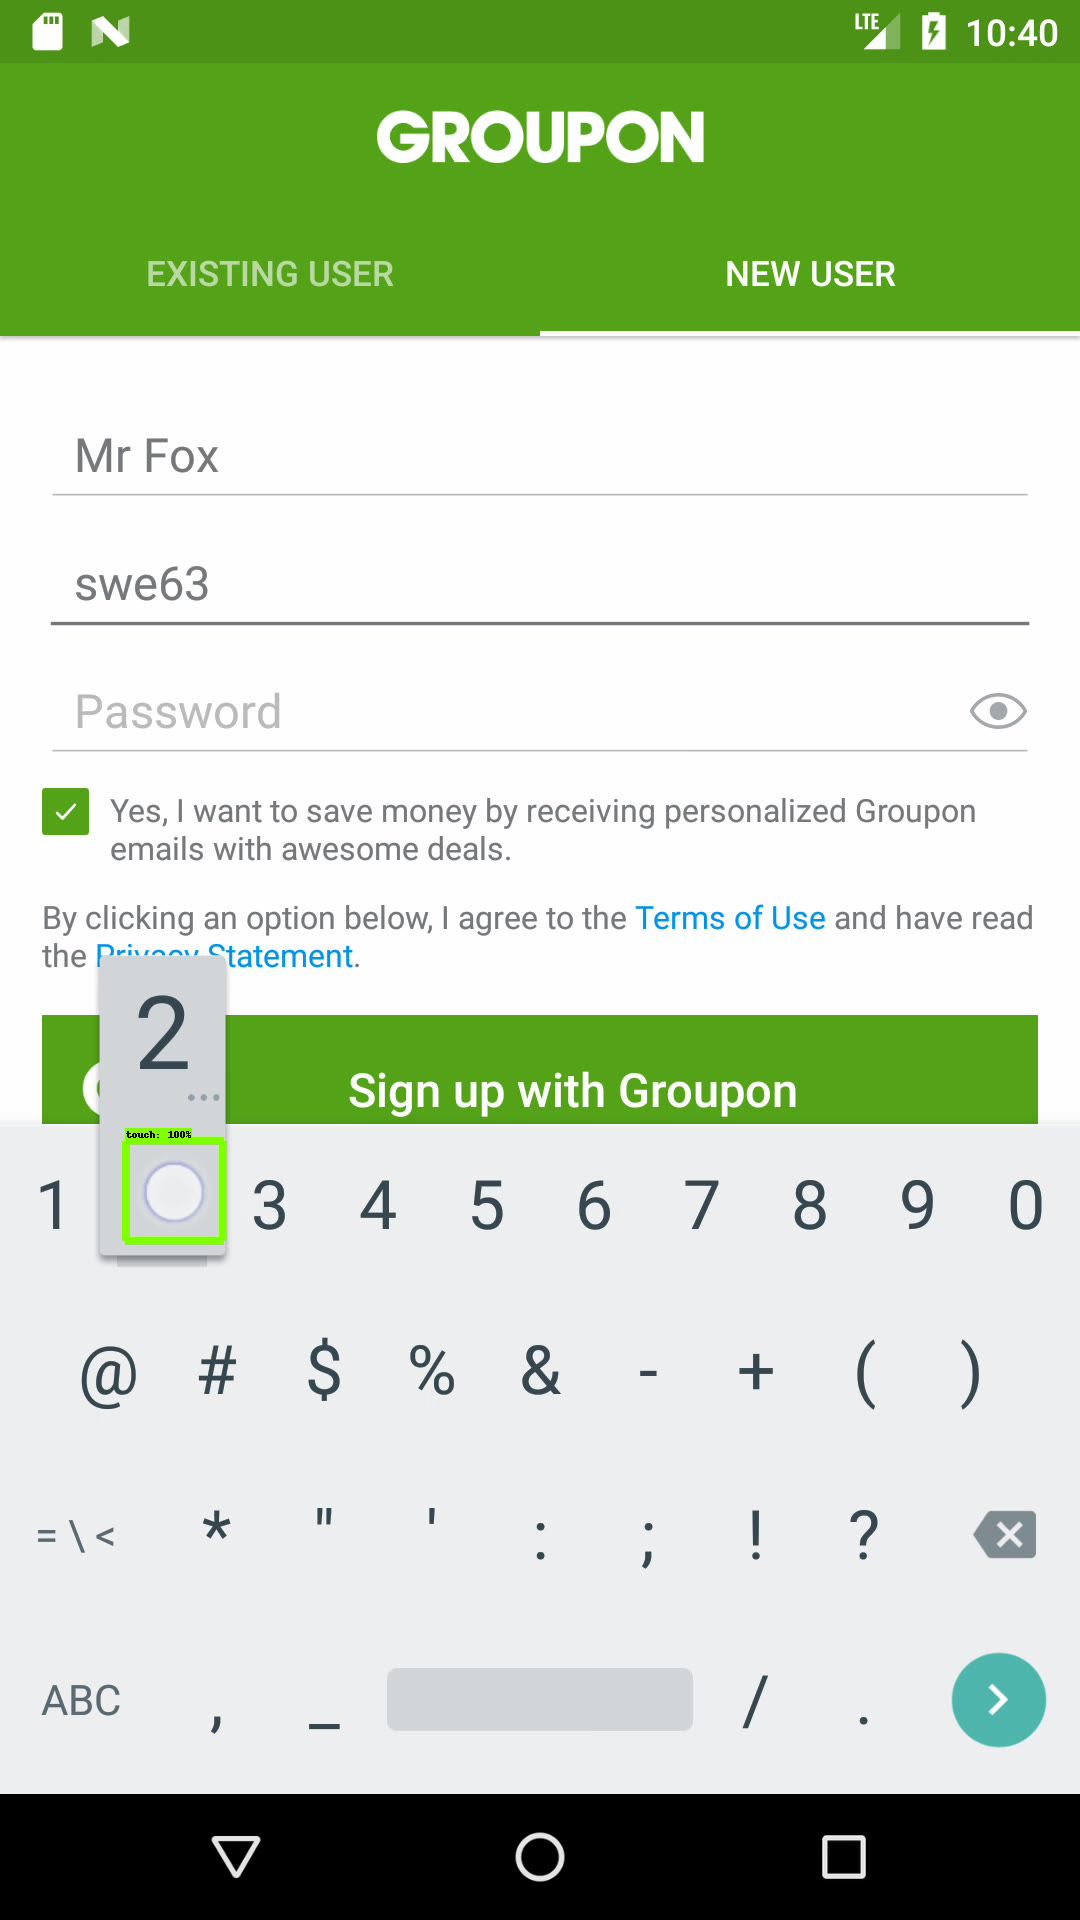 LTE 10:40
GROUPON
EXISTING USER NEW USER
Mr Fox
swe63
Password
Yes, I want to save money by receiving personalized Groupon
emails with awesome deals.
By clicking an option below, I agree to the Terms of Use and have read
the Privacy Statement.
2
Sign up with Groupon
touch: 100%
1 3 4 5 6 7 8 9 0
@ # $ % & - + ( )
= \ < * " ' : ; ! ?
ABC , _ / .